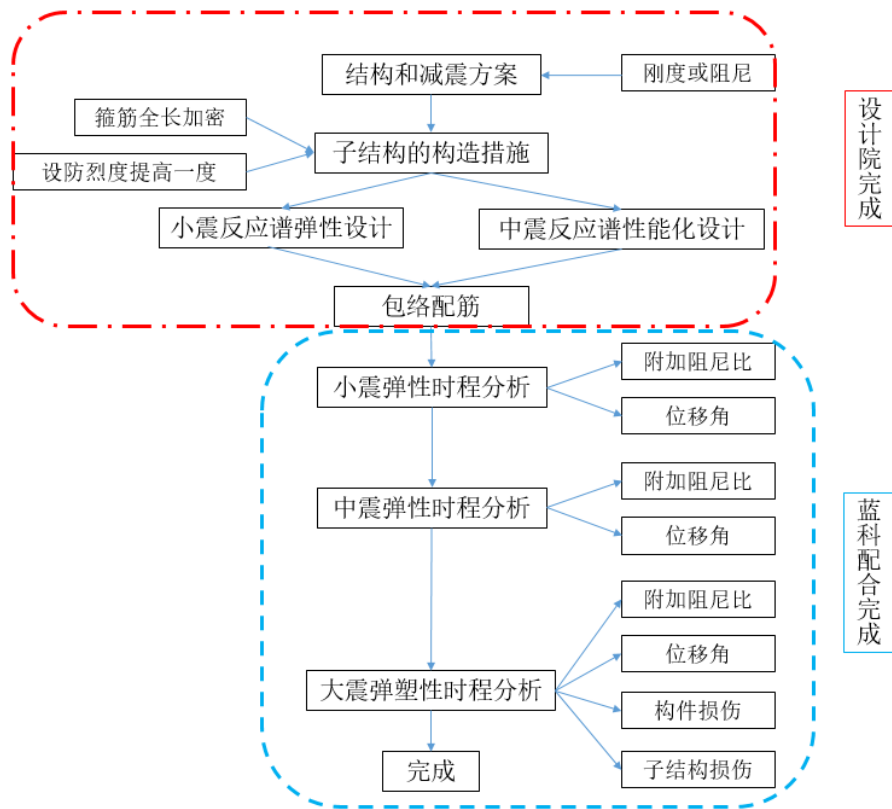 结构和减震方案
刚度或阻尼
箍筋全长加密
子结构的构造措施
设防烈度提高一度
小震反应谱弹性设计
中震反应谱性能化设计
包络配筋
设计院完成
小震弹性时程分析
附加阻尼比
位移角
中震弹性时程分析
附加阻尼比
位移角
大震弹塑性时程分析
附加阻尼比
位移角
构件损伤
子结构损伤
完成
蓝科配合完成